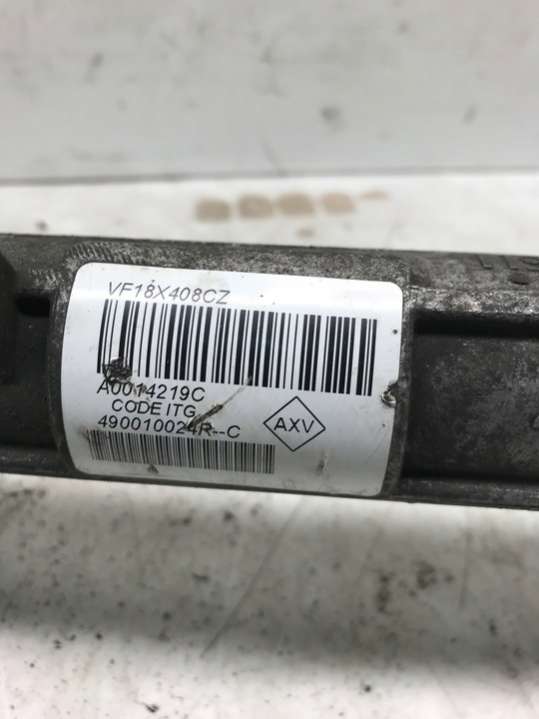 VF18X408CZ
A0014219C
CODE ITG
490010024R--C
AXV